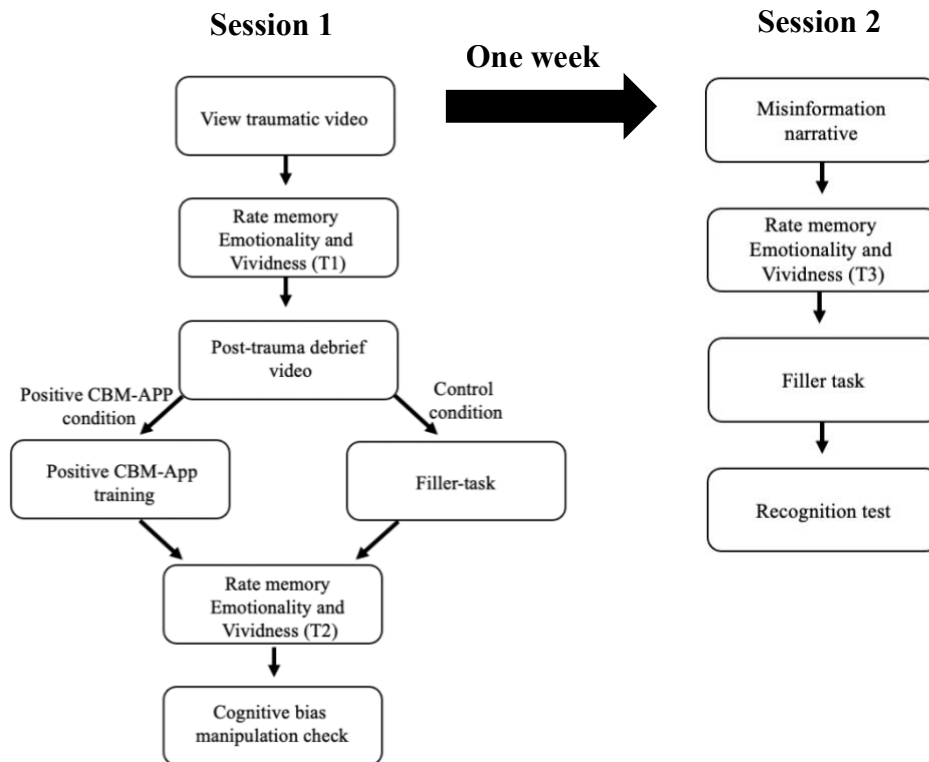 Session 1
View traumatic video
Rate memory
Emotionality and
Vividness (T1)
Post-trauma debrief
video
Positive CBM-APP
condition
Control
condition
Positive CBM-App
training
Filler-task
Rate memory
Emotionality and
Vividness (T2)
Cognitive bias
manipulation check
One week
Session 2
Misinformation
narrative
Rate memory
Emotionality and
Vividness (T3)
Filler task
Recognition test